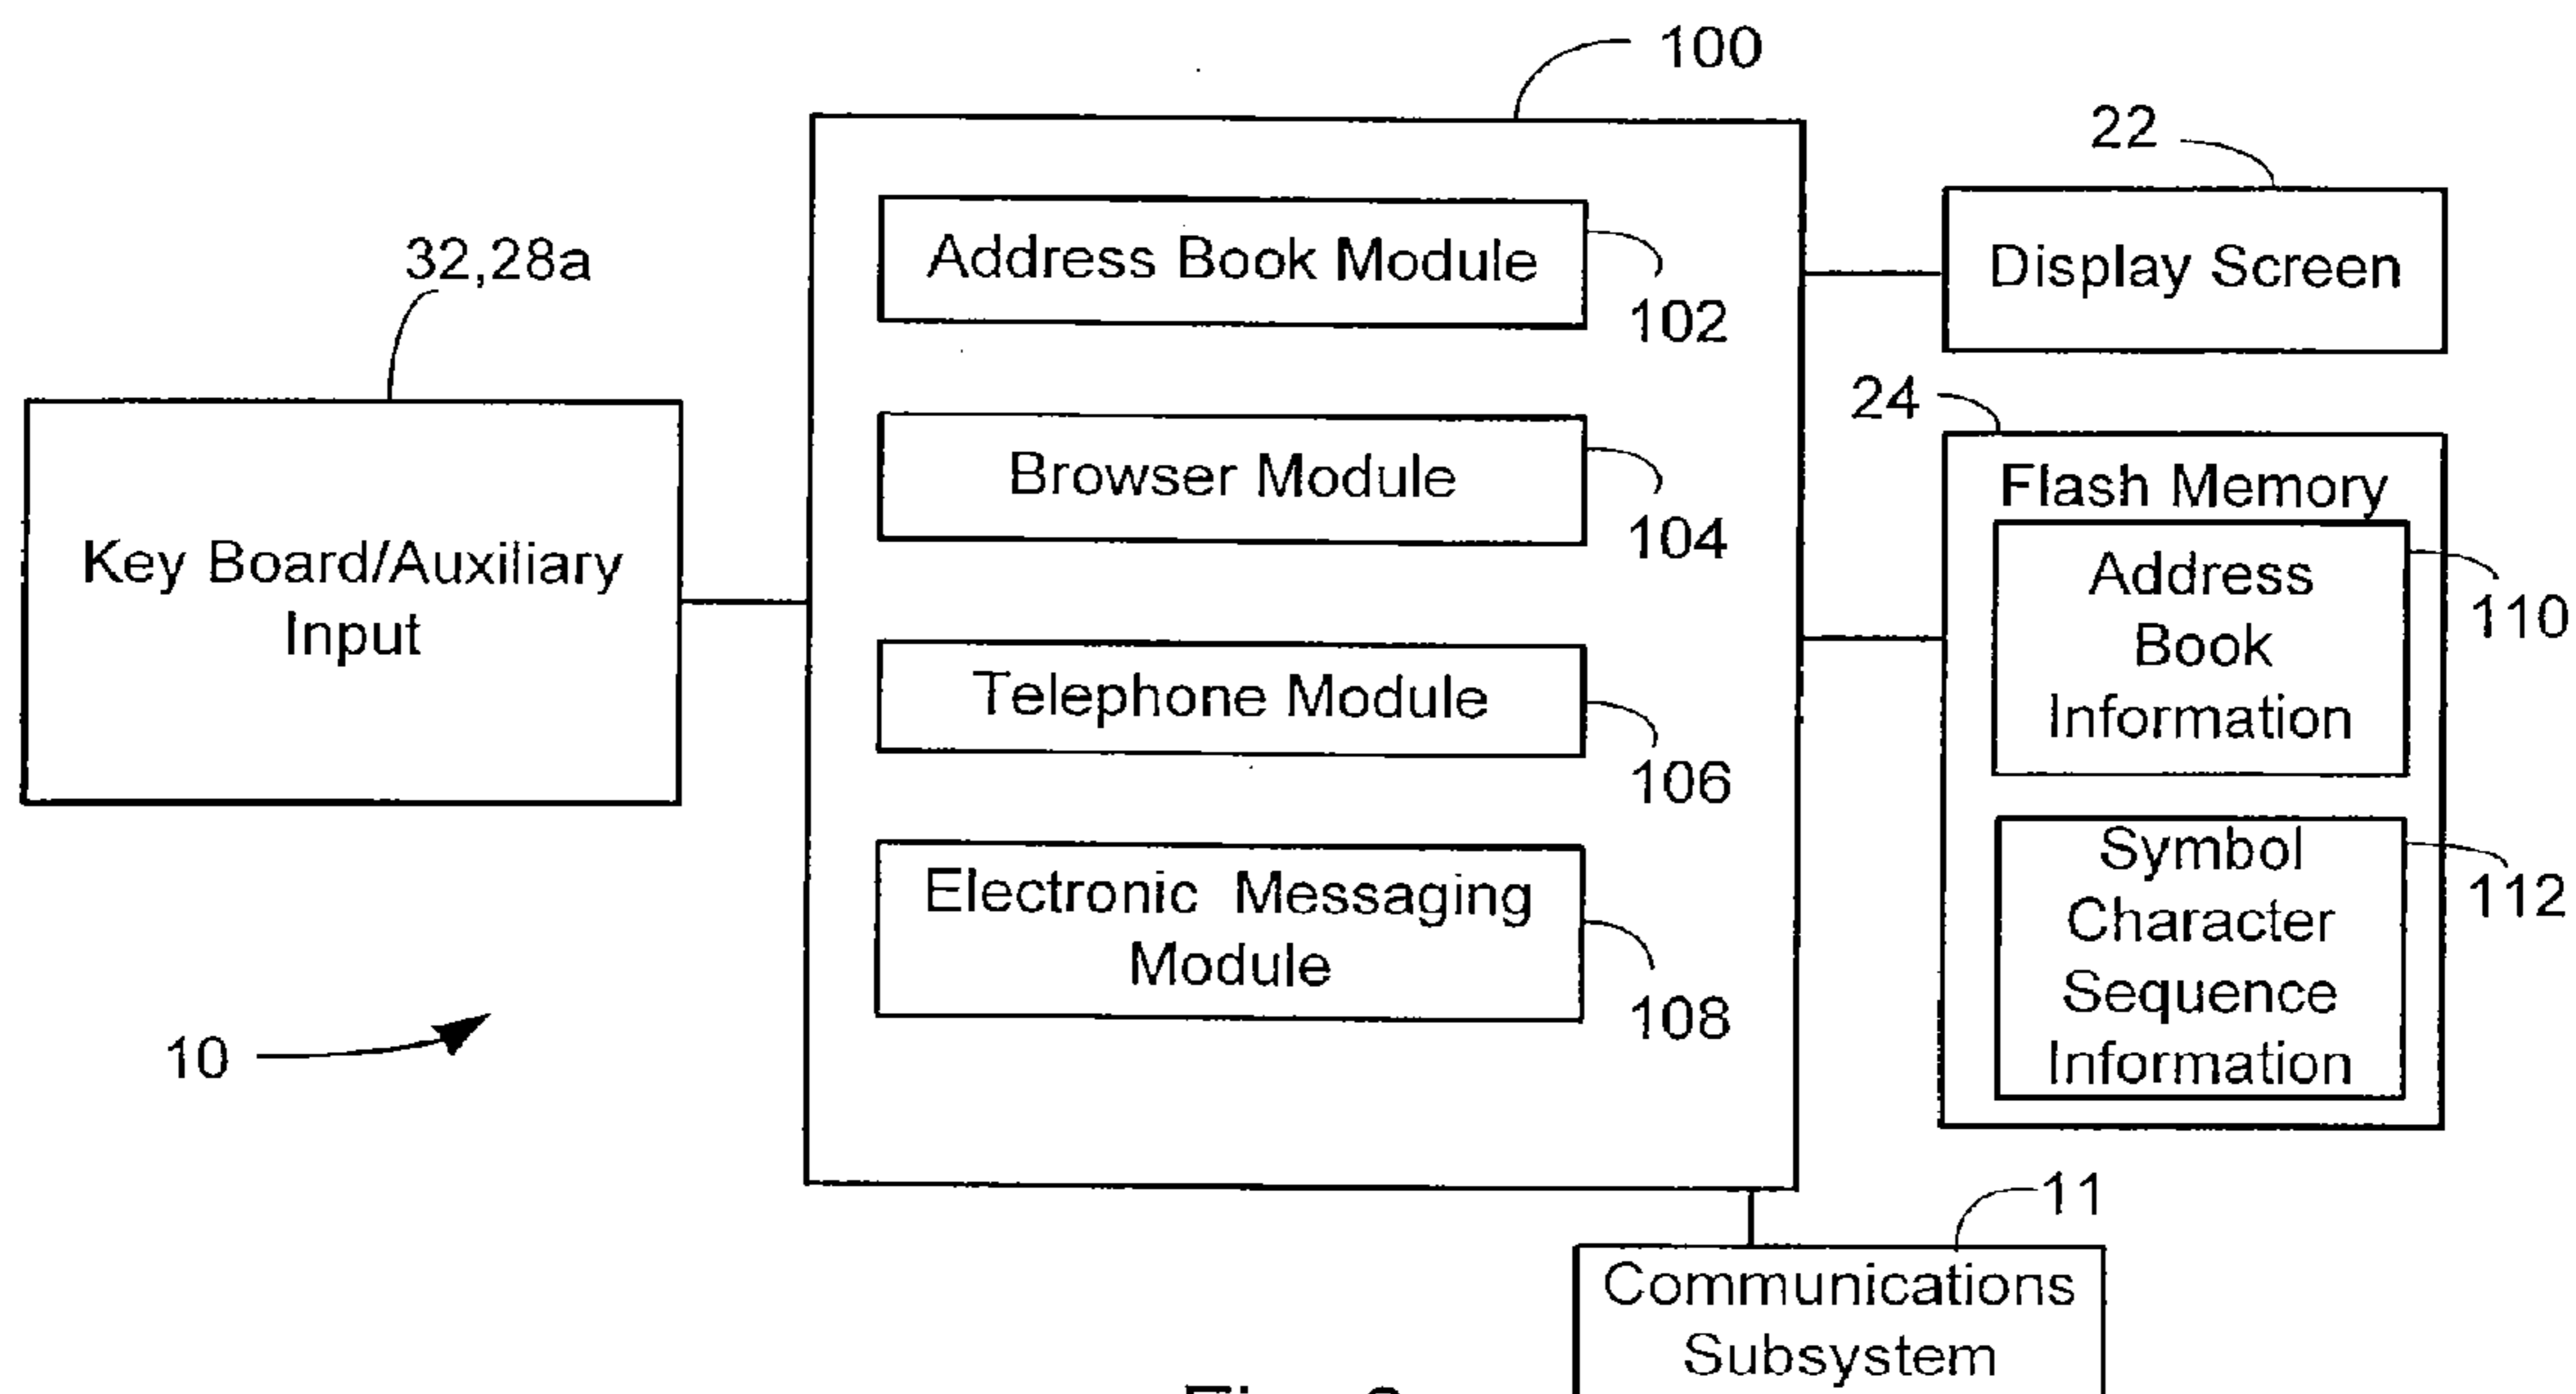 100
22
32,28a
Address Book Module
102
Display Screen
24
Browser Module
104
Flash Memory
Address
Book
Information
110
Key Board/Auxiliary
Input
Telephone Module
106
Electronic Messaging
Module
108
Symbol
Character
Sequence
Information
112
10
11
Communications
Subsystem